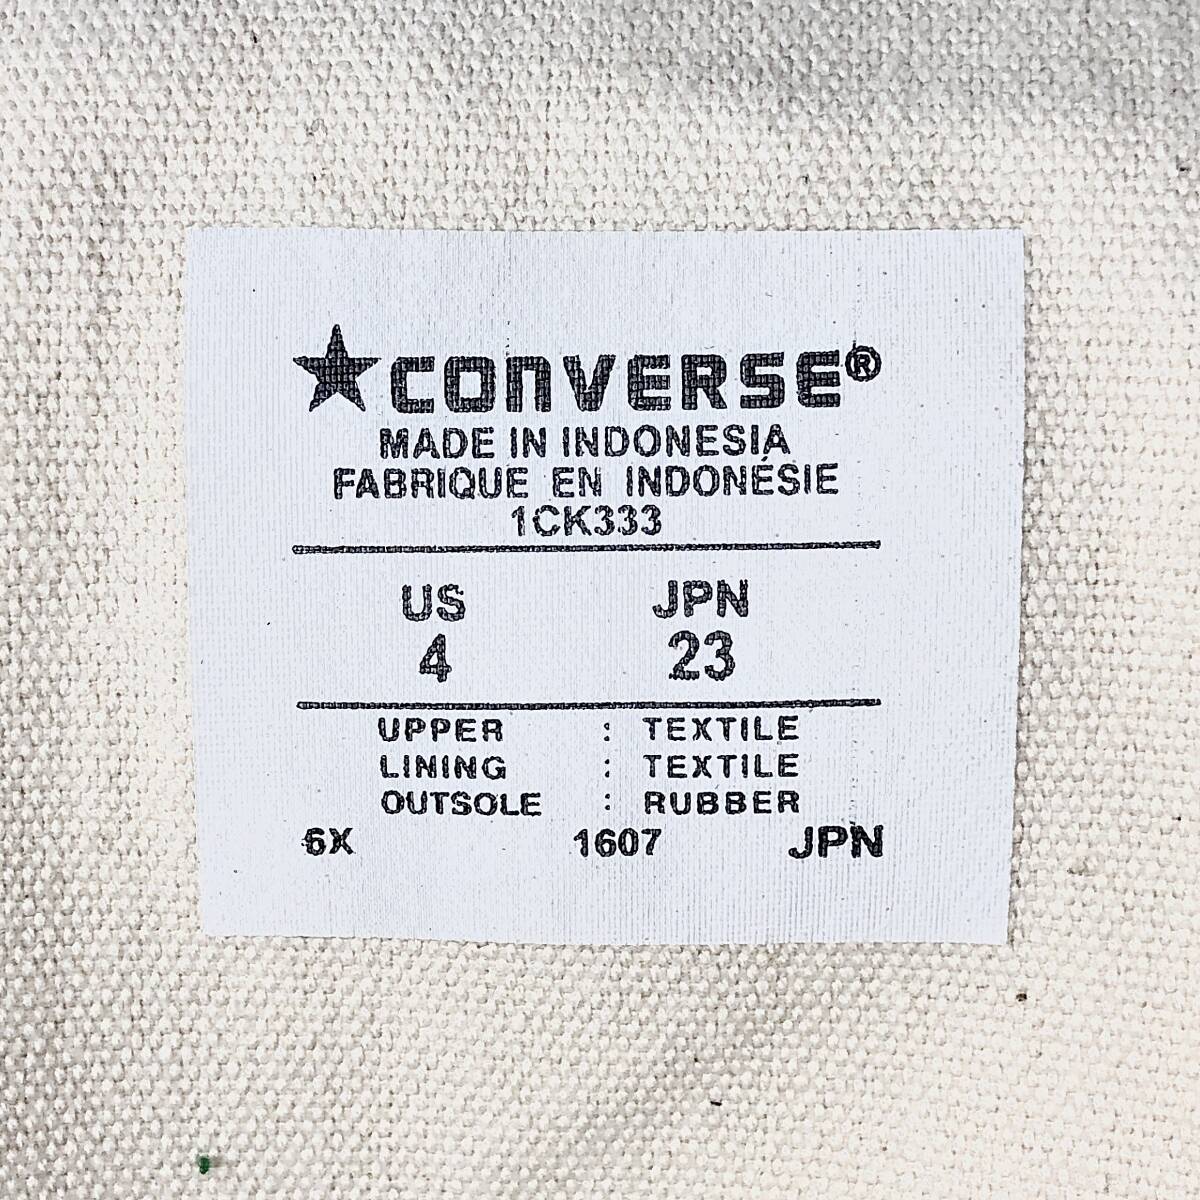 ★CONVERSE®
MADE IN INDONESIA
FABRIQUE EN INDONÉSIE
1CK333
US JPN
4 23
UPPER : TEXTILE
LINING : TEXTILE
OUTSOLE : RUBBER
6X 1607 JPN